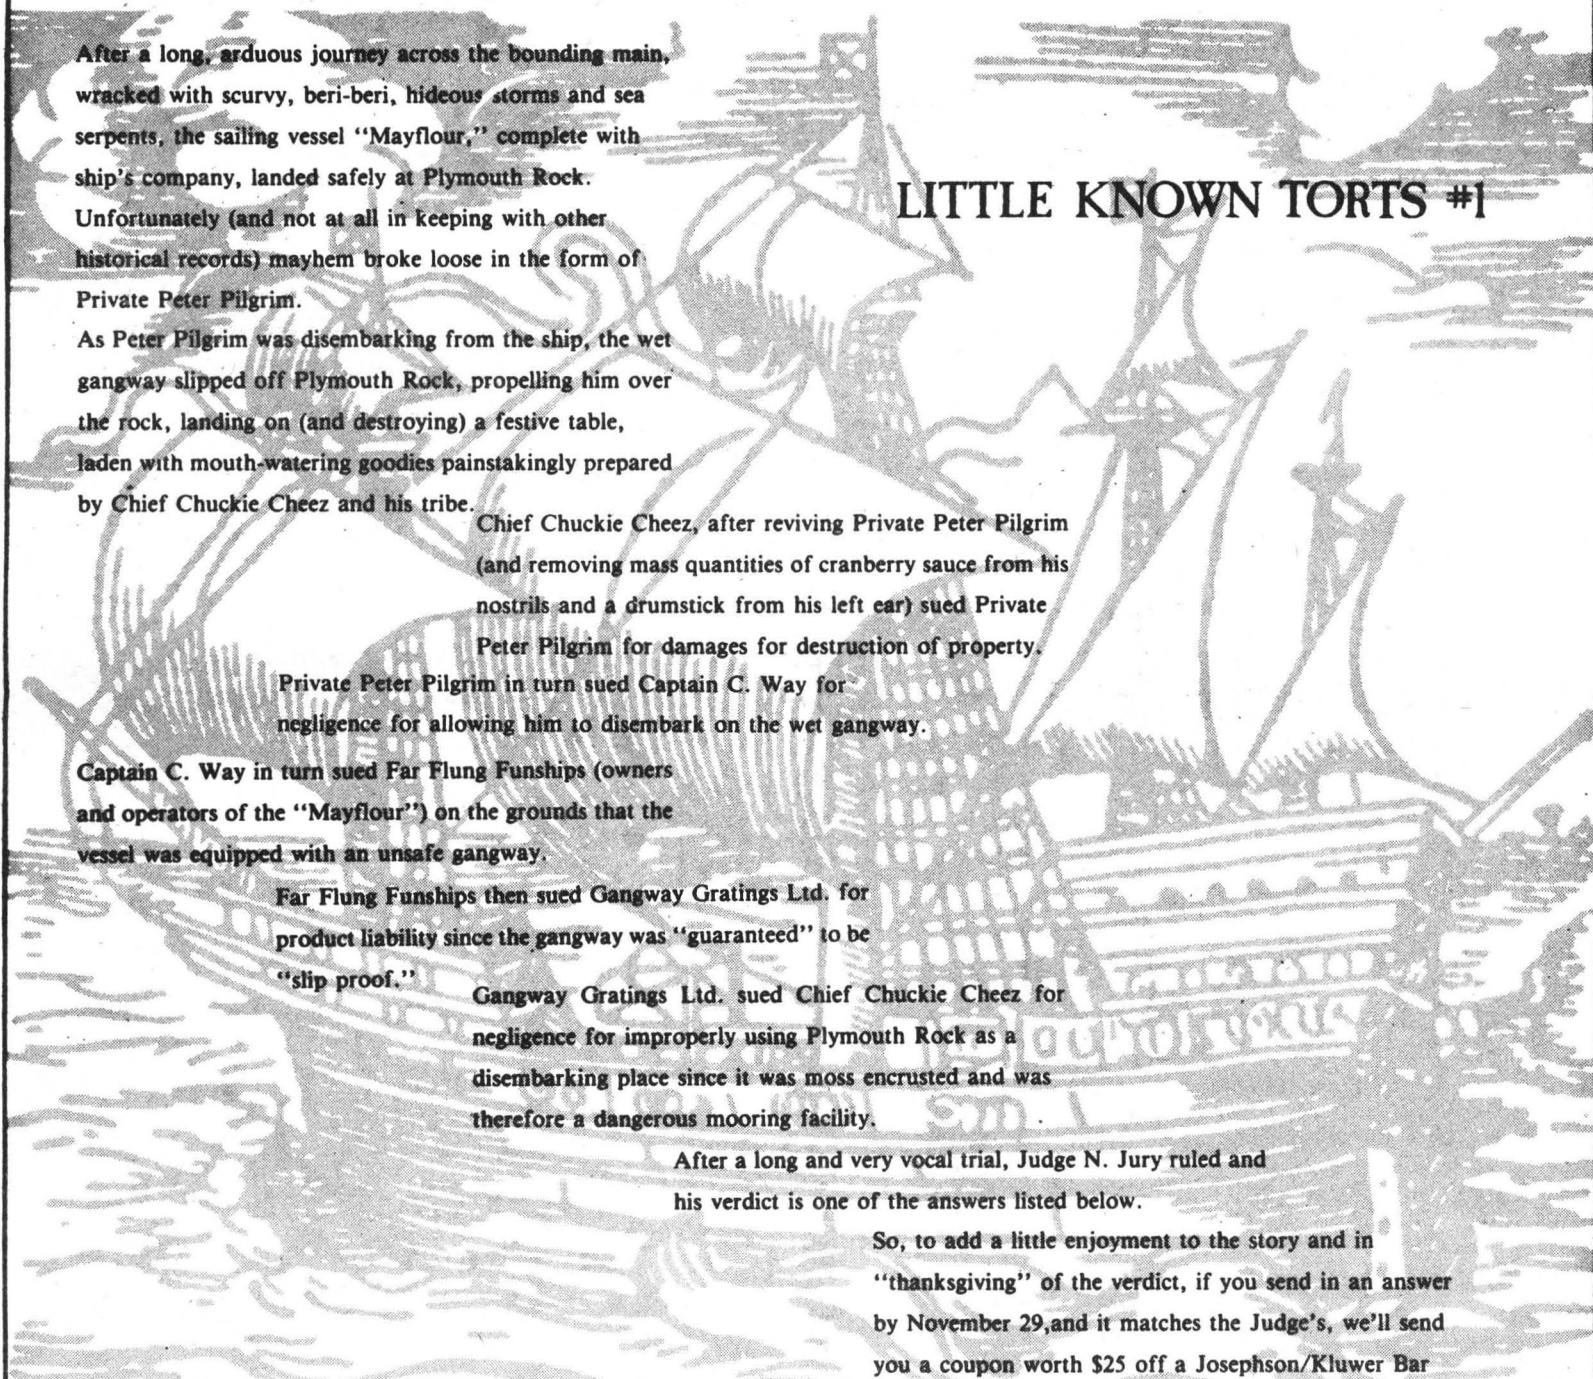 LITTLE KNOWN TORTS #1
After a long, arduous journey across the bounding main,
wracked with scurvy, beri-beri, hideous storms and sea
serpents, the sailing vessel “Mayflour,” complete with
ship’s company, landed safely at Plymouth Rock.
Unfortunately (and not at all in keeping with other
historical records) mayhem broke loose in the form of
Private Peter Pilgrim.
As Peter Pilgrim was disembarking from the ship, the wet
gangway slipped off Plymouth Rock, propelling him over
the rock, landing on (and destroying) a festive table,
laden with mouth-watering goodies painstakingly prepared
by Chief Chuckie Cheez and his tribe.
Chief Chuckie Cheez, after reviving Private Peter Pilgrim
(and removing mass quantities of cranberry sauce from his
nostrils and a drumstick from his left ear) sued Private
Peter Pilgrim for damages for destruction of property.
Private Peter Pilgrim in turn sued Captain C. Way for
negligence for allowing him to disembark on the wet gangway.
Captain C. Way in turn sued Far Flung Funships (owners
and operators of the “Mayflour”) on the grounds that the
vessel was equipped with an unsafe gangway.
Far Flung Funships then sued Gangway Gratings Ltd. for
product liability since the gangway was “guaranteed” to be
“slip proof.”
Gangway Gratings Ltd. sued Chief Chuckie Cheez for
negligence for improperly using Plymouth Rock as a
disembarking place since it was moss encrusted and was
therefore a dangerous mooring facility.
After a long and very vocal trial, Judge N. Jury ruled and
his verdict is one of the answers listed below.
So, to add a little enjoyment to the story and in
“thanksgiving” of the verdict, if you send in an answer
by November 29,and it matches the Judge’s, we’ll send
you a coupon worth $25 off a Josephson/Kluwer Bar